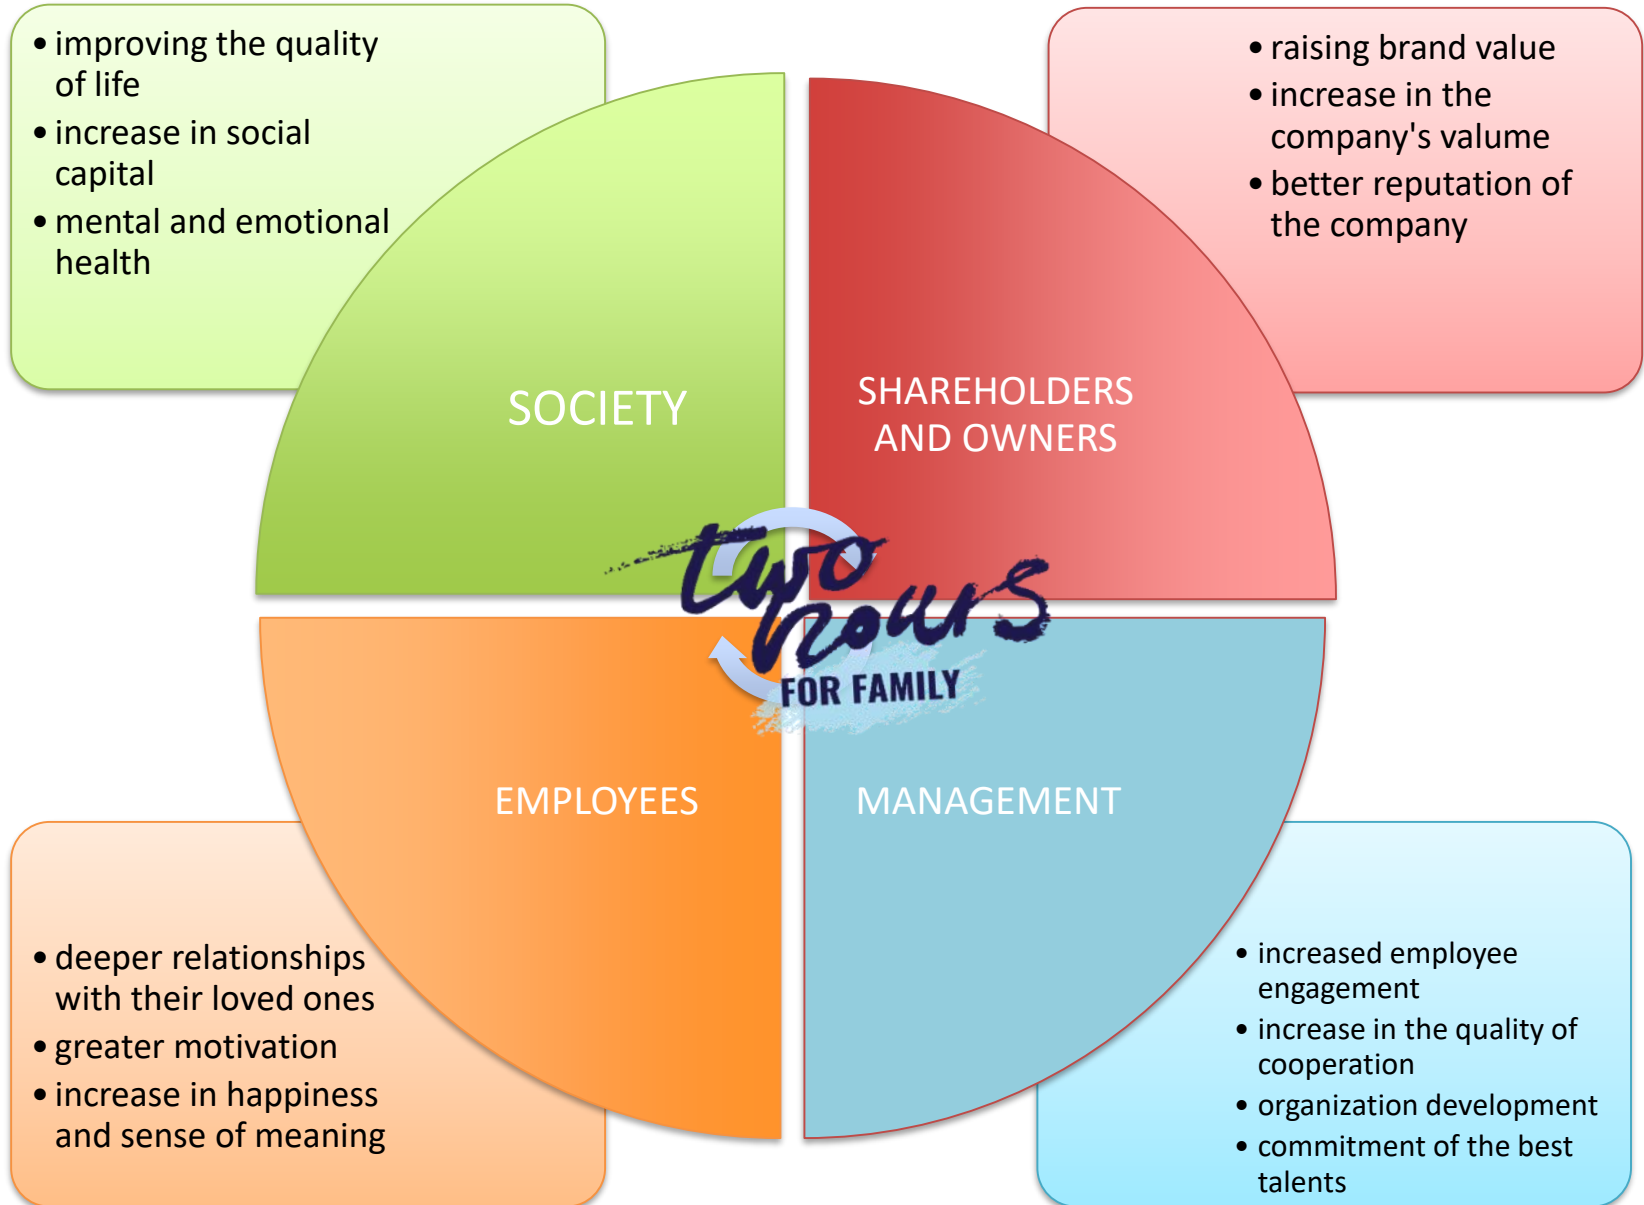 • improving the quality
of life
• increase in social
capital
• mental and emotional
health
• raising brand value
• increase in the
company's valume
• better reputation of
the company
SOCIETY
SHAREHOLDERS
AND OWNERS
two
hours
FOR FAMILY
EMPLOYEES
MANAGEMENT
• deeper relationships
with their loved ones
• greater motivation
• increase in happiness
and sense of meaning
• increased employee
engagement
• increase in the quality of
cooperation
• organization development
• commitment of the best
talents